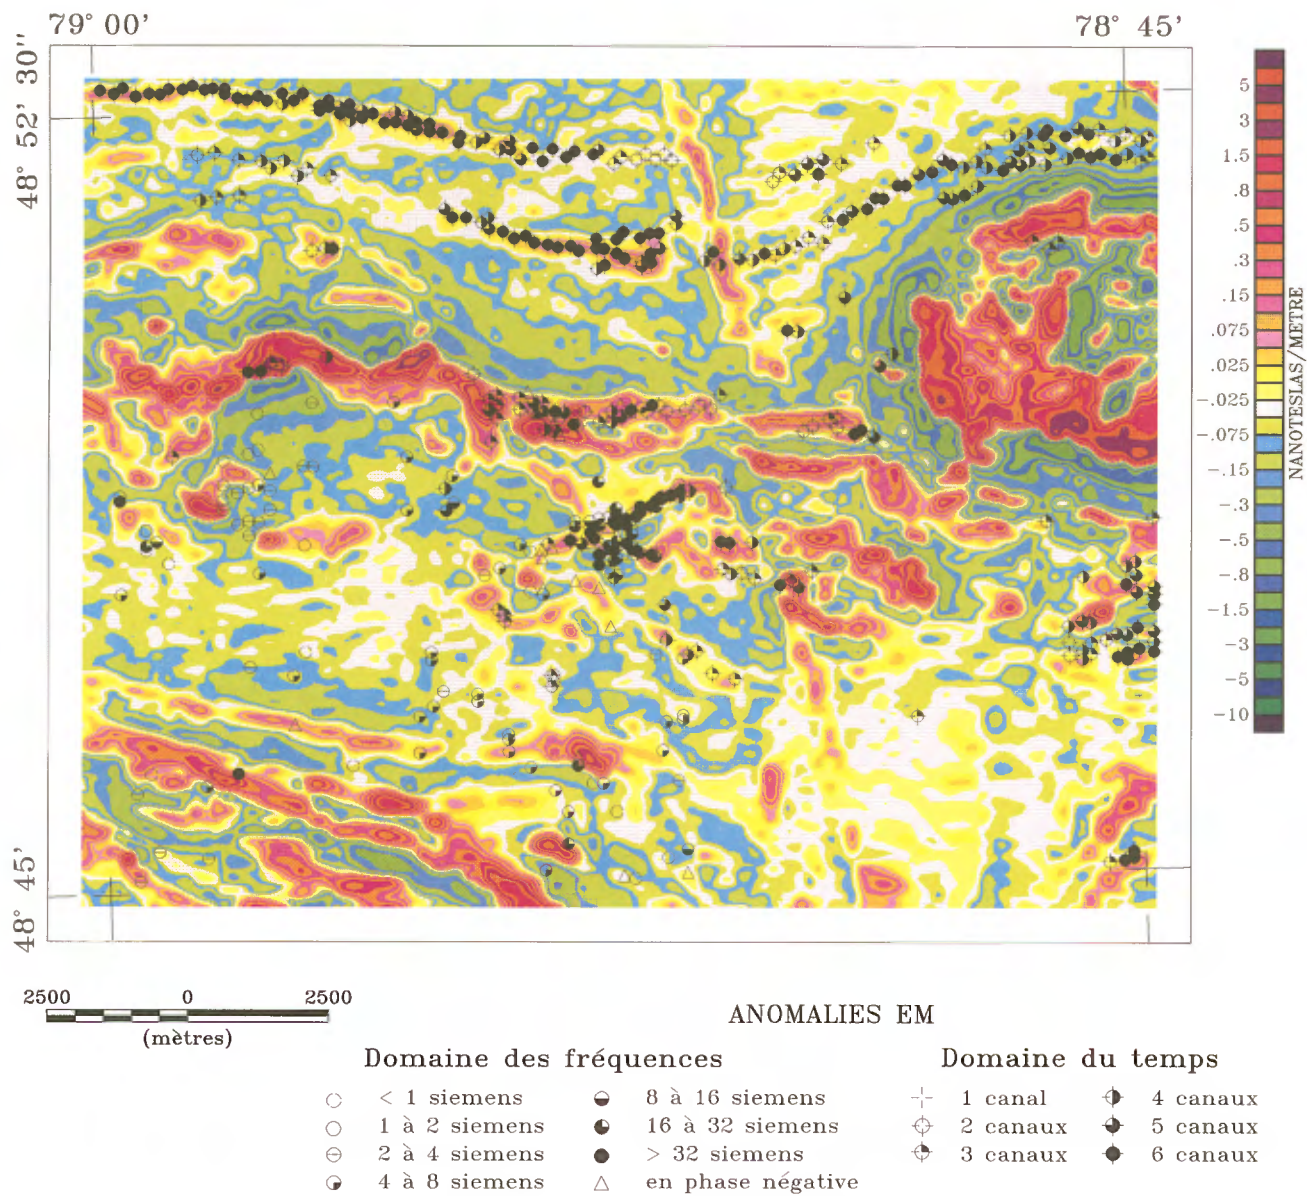 79° 00'
78° 45'
48° 52' 30"
48° 45'
5
3
1.5
.8
.5
.3
.15
.075
.025
-.025
-.075
-.15
-.3
-.5
-.8
-1.5
-3
-5
-10
NANOTESLAS/METRE
2500 0 2500
(mètres)
ANOMALIES EM
Domaine des fréquences
< 1 siemens
1 à 2 siemens
2 à 4 siemens
4 à 8 siemens
8 à 16 siemens
16 à 32 siemens
> 32 siemens
en phase négative
Domaine du temps
1 canal
2 canaux
3 canaux
4 canaux
5 canaux
6 canaux